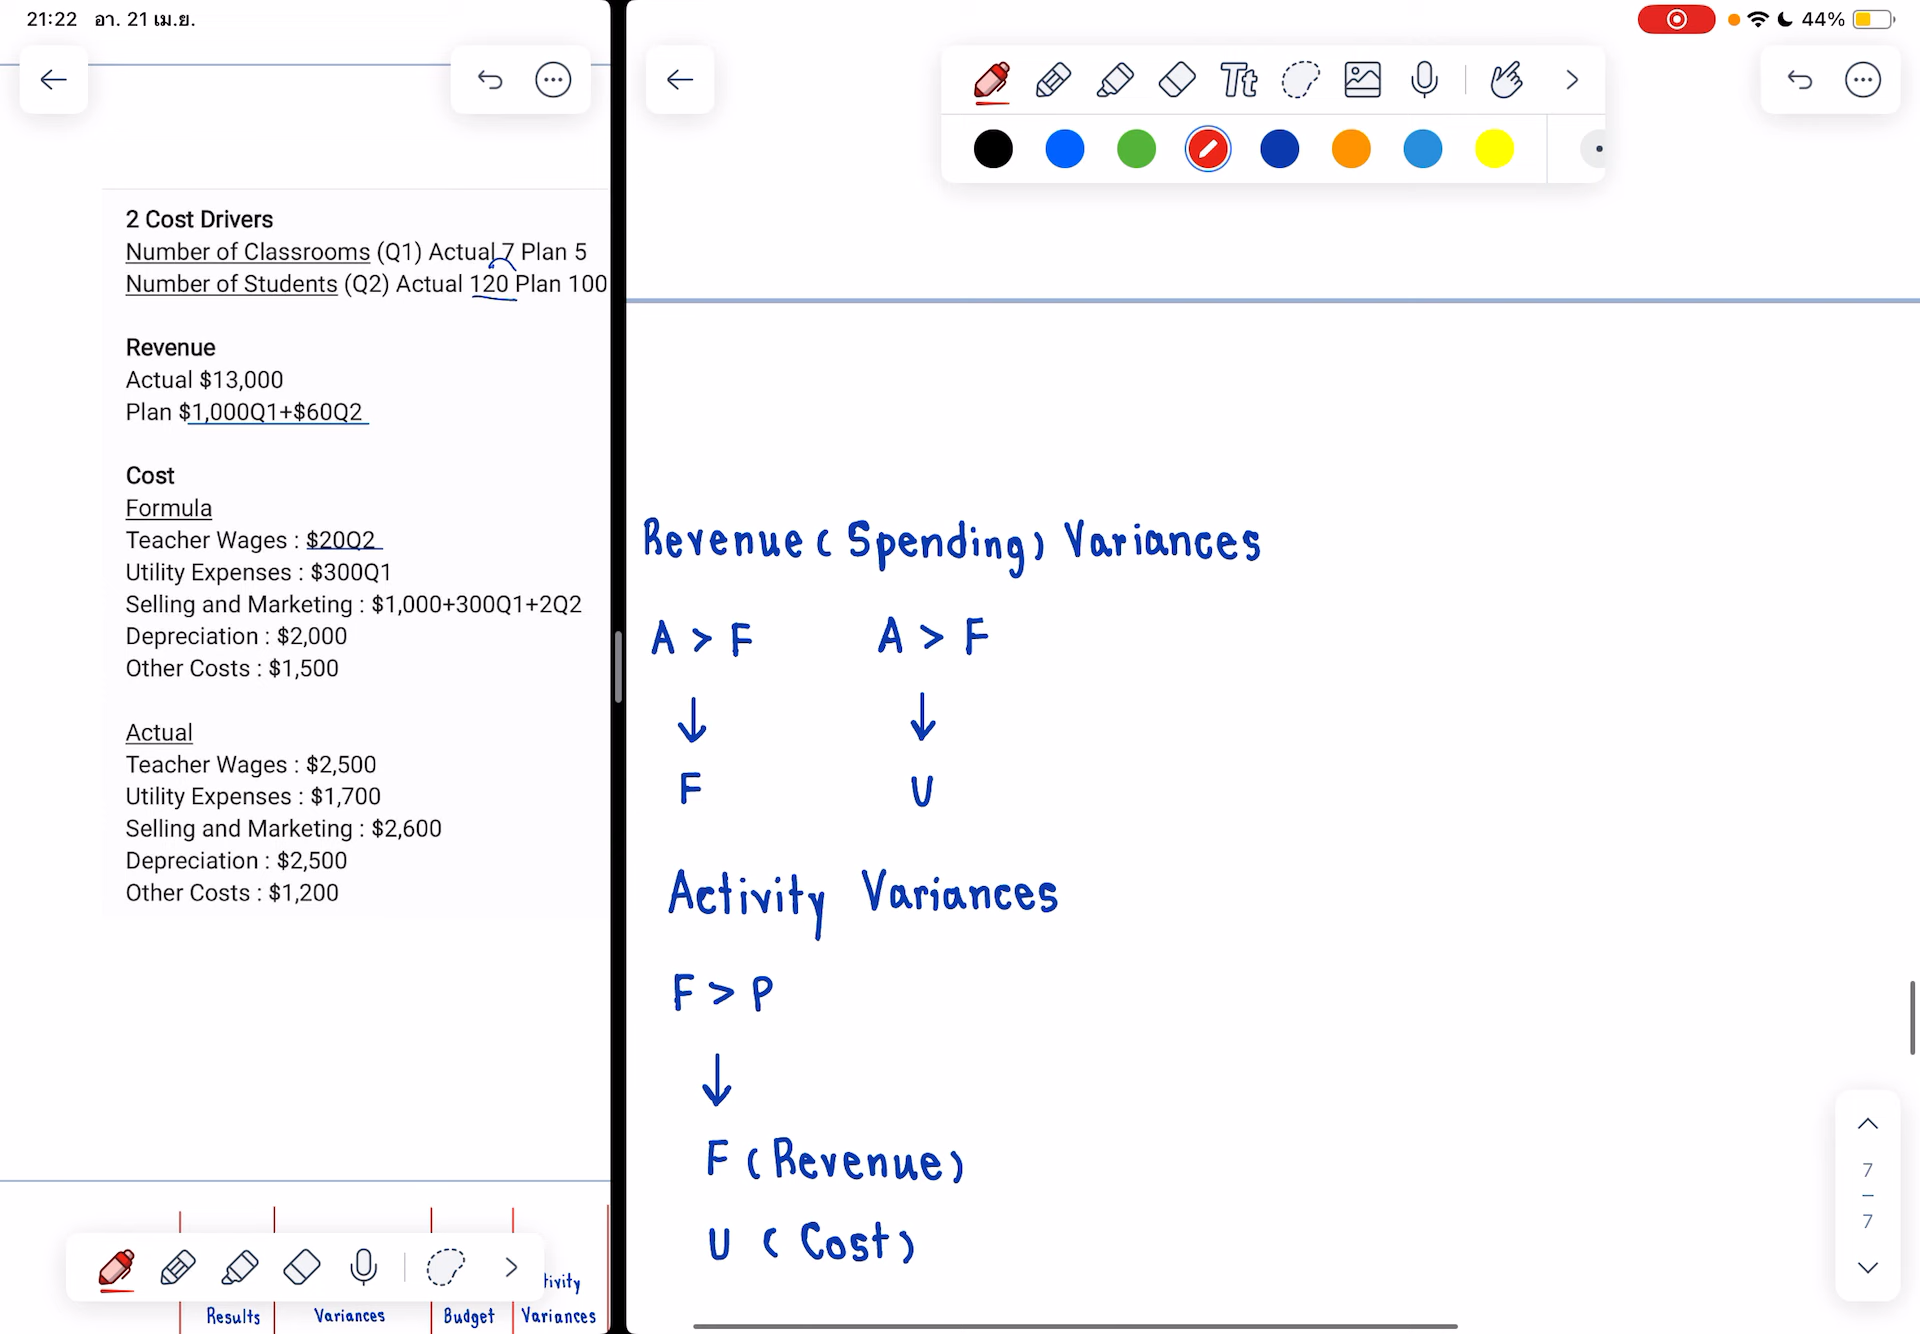 21:22 อา. 21 เม.ย.
44%
Tt
2 Cost Drivers
Number of Classrooms (Q1) Actual 7 Plan 5
Number of Students (Q2) Actual 120 Plan 100
Revenue
Actual $13,000
Plan $1,000Q1+$60Q2
Cost
Formula
Teacher Wages : $20Q2
Utility Expenses : $300Q1
Selling and Marketing : $1,000+300Q1+2Q2
Depreciation : $2,000
Other Costs : $1,500
Actual
Teacher Wages : $2,500
Utility Expenses : $1,700
Selling and Marketing : $2,600
Depreciation : $2,500
Other Costs : $1,200
tivity
Results Variances Budget Variances
Revenue (Spending) Variances
A > F A > F
↓ ↓
F U
Activity Variances
F > P
↓
F (Revenue)
U (Cost)
7
7